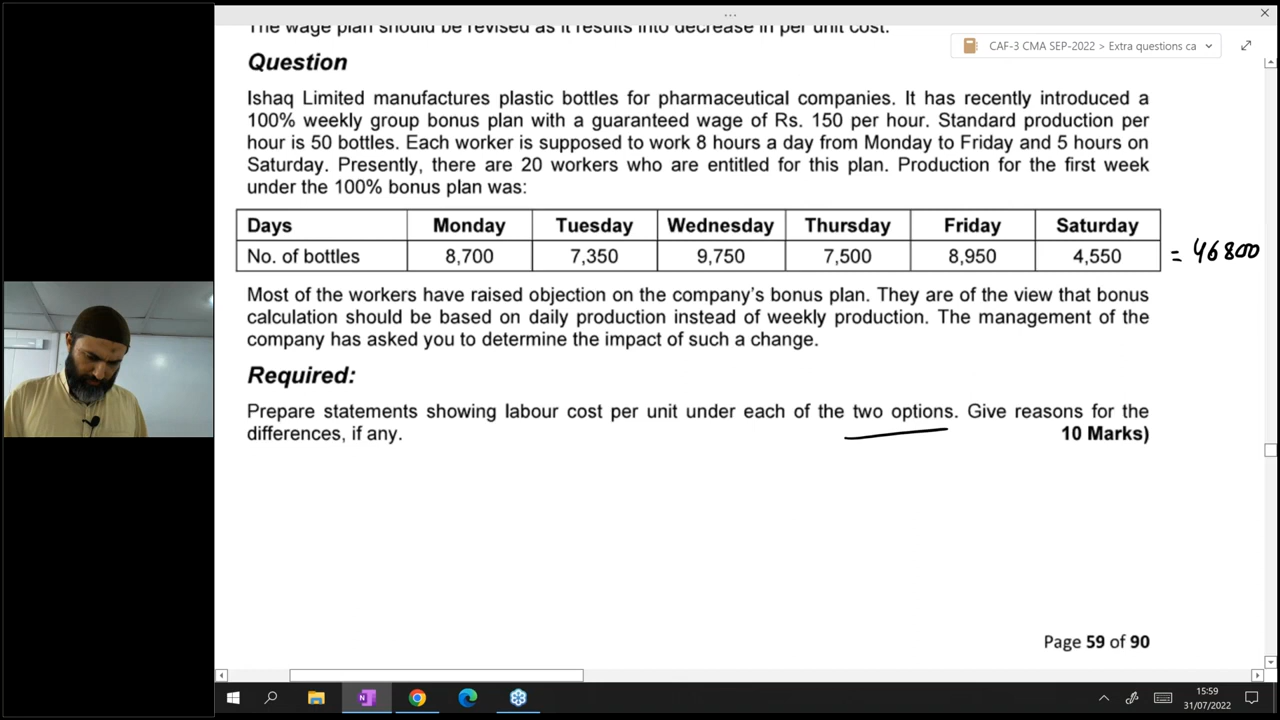 The wage plan should be revised as it results into decrease in per unit cost.
CAF-3 CMA SEP-2022 > Extra questions ca
Question
Ishaq Limited manufactures plastic bottles for pharmaceutical companies. It has recently introduced a
100% weekly group bonus plan with a guaranteed wage of Rs. 150 per hour. Standard production per
hour is 50 bottles. Each worker is supposed to work 8 hours a day from Monday to Friday and 5 hours on
Saturday. Presently, there are 20 workers who are entitled for this plan. Production for the first week
under the 100% bonus plan was:
Days Monday Tuesday Wednesday Thursday Friday Saturday
No. of bottles 8,700 7,350 9,750 7,500 8,950 4,550 = 46800
Most of the workers have raised objection on the company's bonus plan. They are of the view that bonus
calculation should be based on daily production instead of weekly production. The management of the
company has asked you to determine the impact of such a change.
Required:
Prepare statements showing labour cost per unit under each of the two options. Give reasons for the
differences, if any. 10 Marks)
Page 59 of 90
15:59
31/07/2022